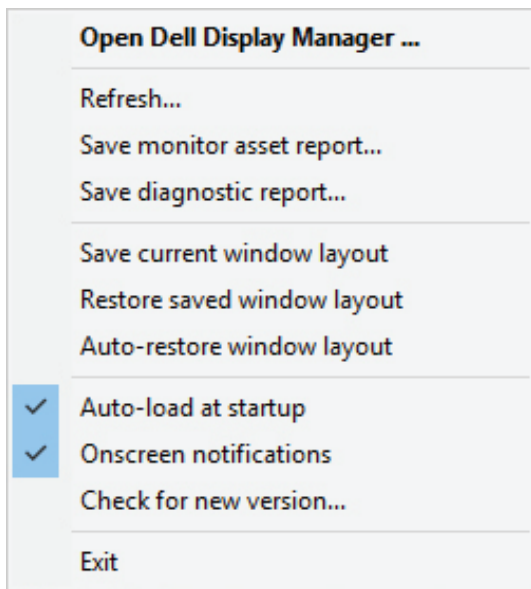 Open Dell Display Manager ...
Refresh...
Save monitor asset report...
Save diagnostic report...
Save current window layout
Restore saved window layout
Auto-restore window layout
Auto-load at startup
Onscreen notifications
Check for new version...
Exit